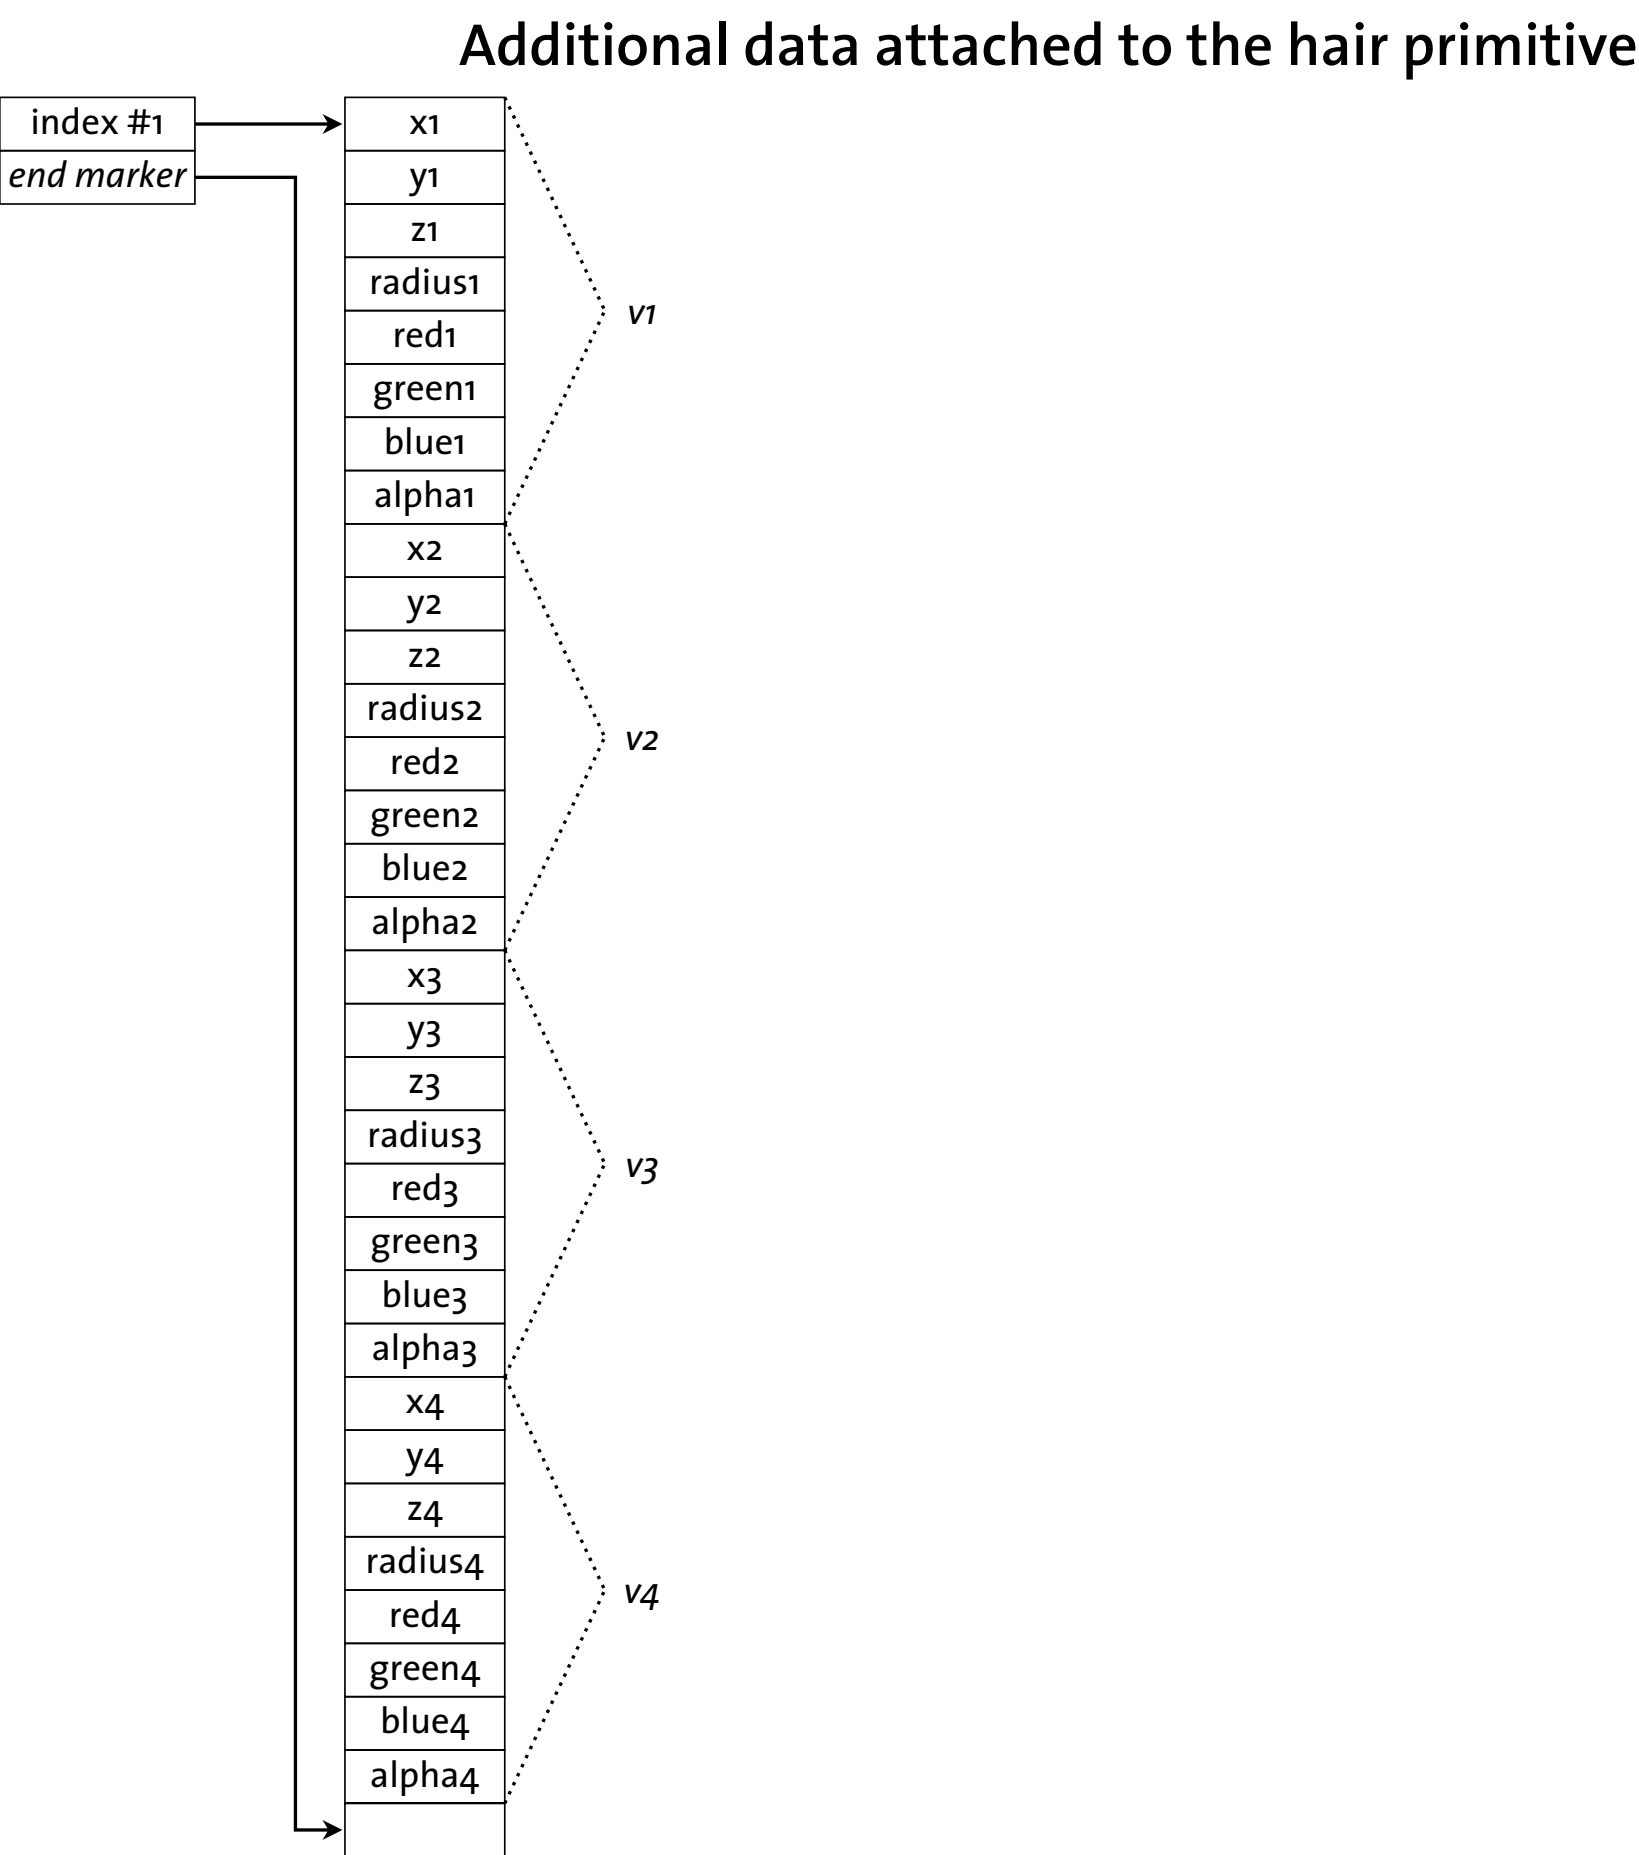 Additional data attached to the hair primitive
index #1
end marker
x1
y1
z1
radius1
red1
green1
blue1
alpha1
v1
x2
y2
z2
radius2
red2
green2
blue2
alpha2
v2
x3
y3
z3
radius3
red3
green3
blue3
alpha3
v3
x4
y4
z4
radius4
red4
green4
blue4
alpha4
v4